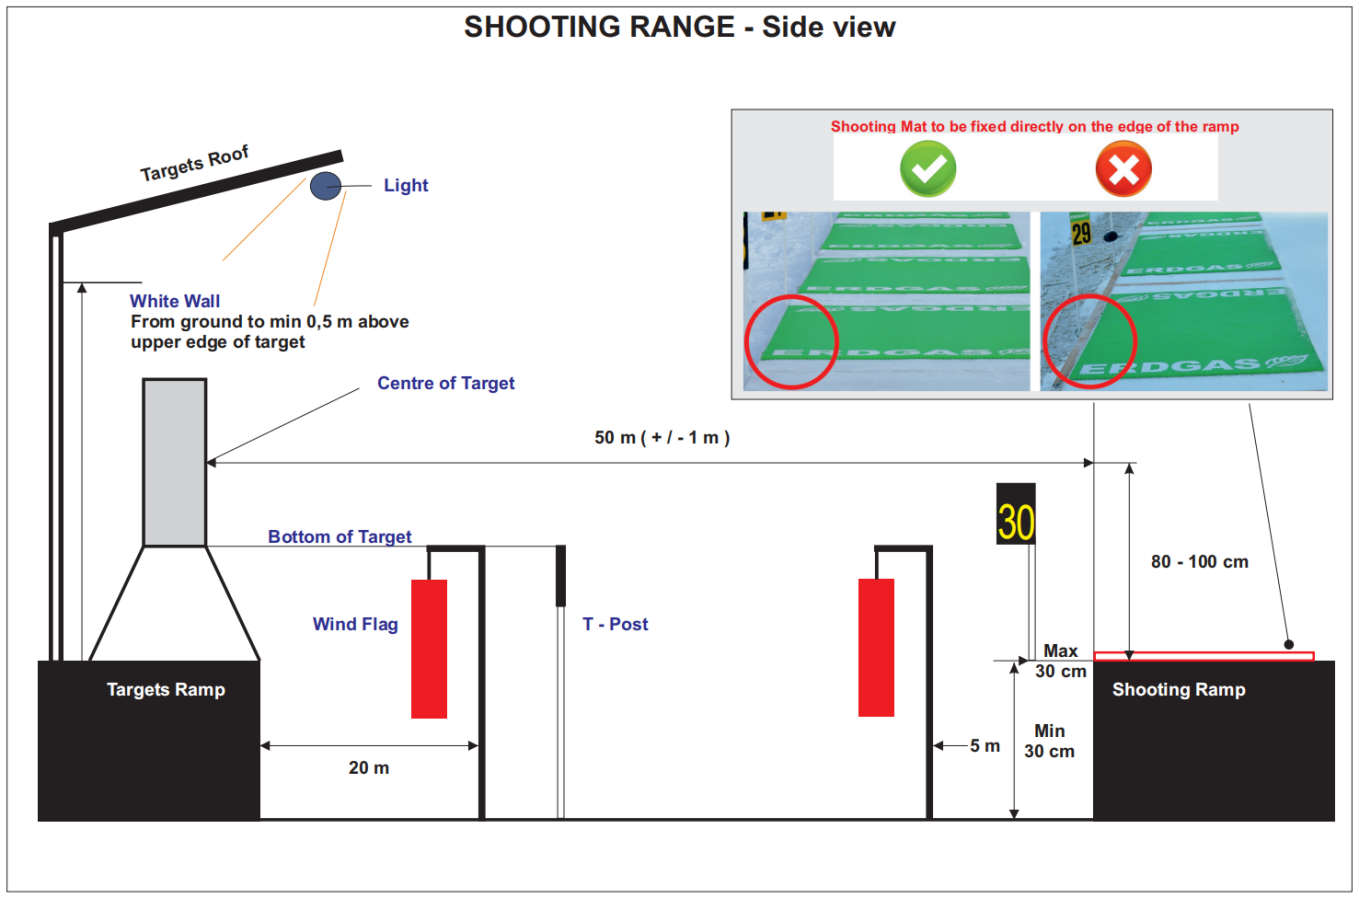 SHOOTING RANGE - Side view
Shooting Mat to be fixed directly on the edge of the ramp
Targets Roof
Light
29
ERDGAS
ERDGAS
ERDGAS
ERDGAS
White Wall
From ground to min 0,5 m above
upper edge of target
Centre of Target
50 m ( + / - 1 m )
30
Bottom of Target
80 - 100 cm
Wind Flag
T - Post
Max
30 cm
Targets Ramp
Shooting Ramp
Min
30 cm
5 m
20 m